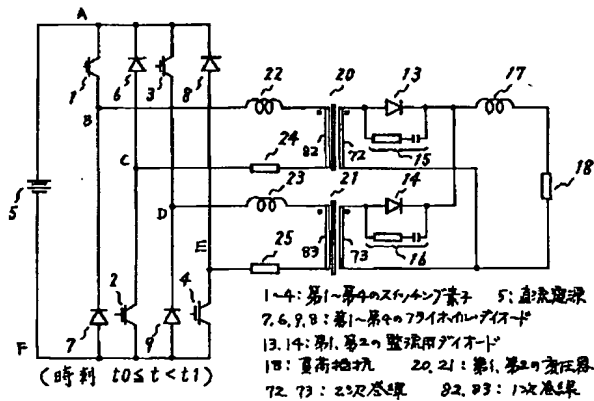 A
1
6
3
8
B
C
D
E
F
5
2
4
7
9
22
20
13
17
24
82
72
15
18
23
21
14
25
83
73
16
(時刻 t0≦t<t1)
1~4:第1~第4のスイッチング素子 5:直流電源
7,6,9,8:第1~第4のフライホイル・ダイオード
13,14:第1,第2の整流用ダイオード
18:負荷抵抗 20,21:第1,第2の変圧器
72,73:2次巻線 82,83:1次巻線